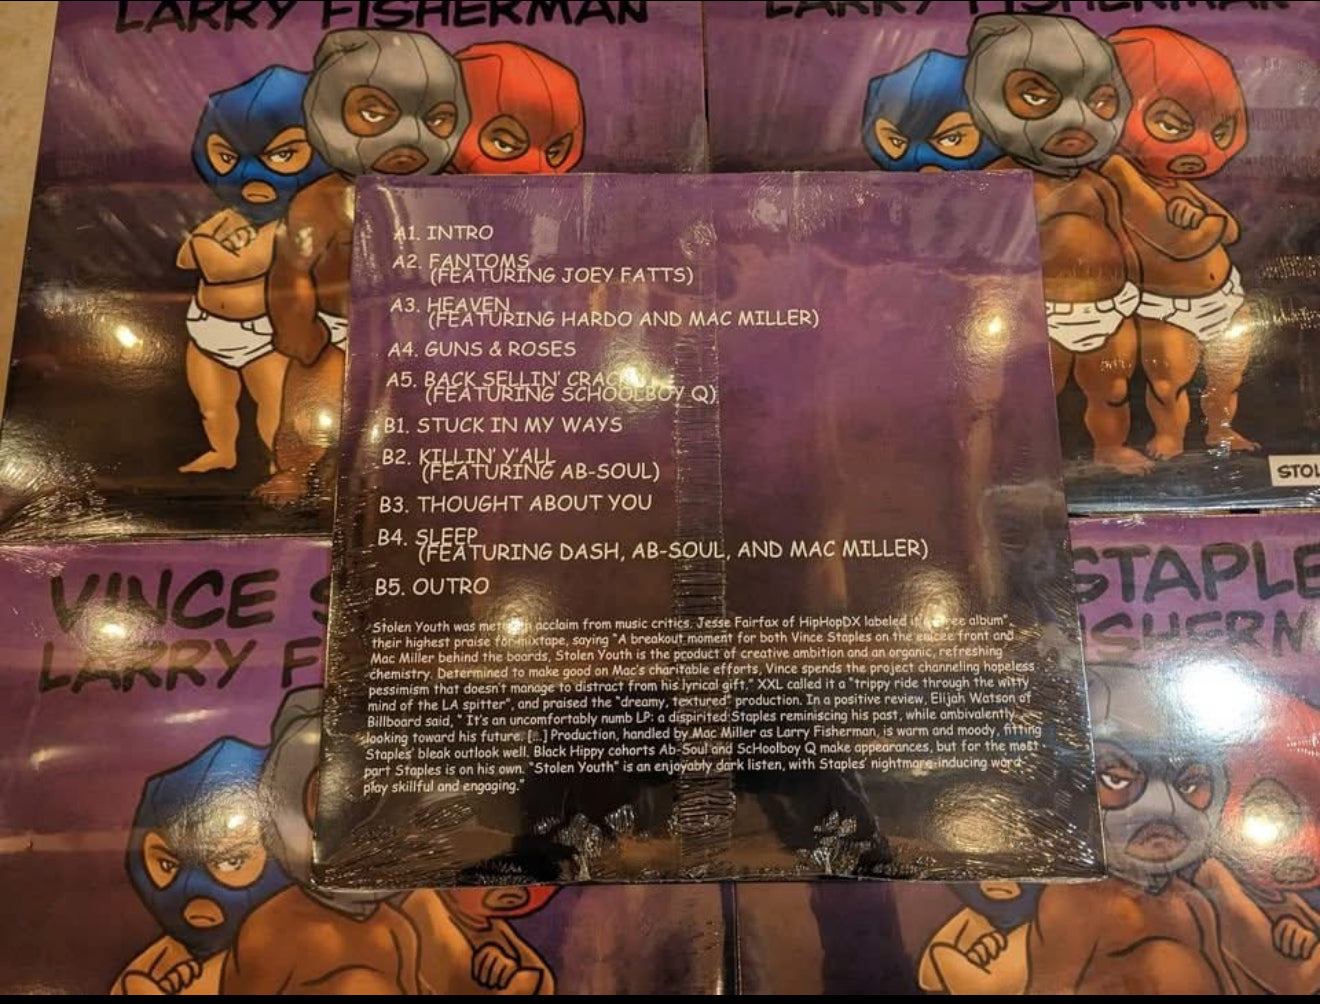 LARRY FISHERMAN
LARRY FISHERMAN
A1. INTRO
A2. FANTOMS
(FEATURING JOEY FATTS)
A3. HEAVEN
(FEATURING HARDO AND MAC MILLER)
A4. GUNS & ROSES
A5. BACK SELLIN' CRACK
(FEATURING SCHOOLBOY Q)
B1. STUCK IN MY WAYS
B2. KILLIN' Y'ALL
(FEATURING AB-SOUL)
B3. THOUGHT ABOUT YOU
B4. SLEEP
(FEATURING DASH, AB-SOUL, AND MAC MILLER)
B5. OUTRO
STOL
VINCE S
LARRY F
STAPLE
ISHERN
Stolen Youth was met with acclaim from music critics. Jesse Fairfax of HipHopDX labeled it a "free album",
their highest praise for mixtape, saying "A breakout moment for both Vince Staples on the emcee front and
Mac Miller behind the boards, Stolen Youth is the product of creative ambition and an organic, refreshing
chemistry. Determined to make good on Mac's charitable efforts, Vince spends the project channeling hopeless
pessimism that doesn't manage to distract from his lyrical gift." XXL called it a "trippy ride through the witty
mind of the LA spitter", and praised the "dreamy, textured" production. In a positive review, Elijah Watson of
Billboard said, " It's an uncomfortably numb LP: a dispirited Staples reminiscing his past, while ambivalently
looking toward his future. [...] Production, handled by Mac Miller as Larry Fisherman, is warm and moody, fitting
Staples' bleak outlook well. Black Hippy cohorts Ab-Soul and ScHoolboy Q make appearances, but for the most
part Staples is on his own. "Stolen Youth" is an enjoyably dark listen, with Staples' nightmare-inducing word-
play skillful and engaging."